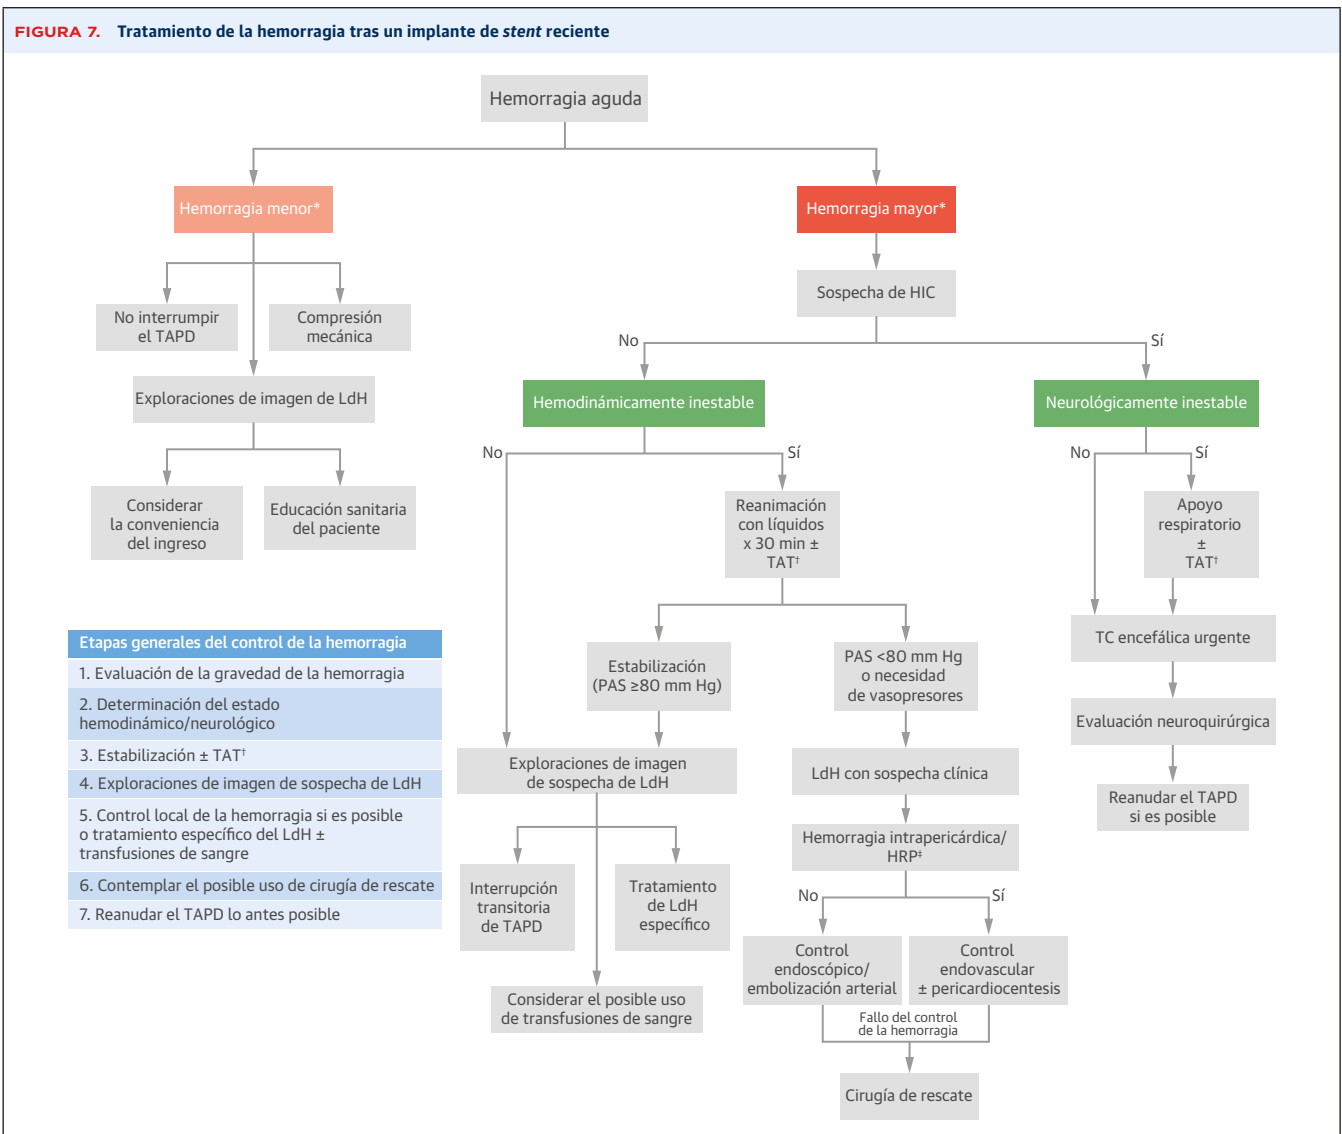 FIGURA 7. Tratamiento de la hemorragia tras un implante de stent reciente
Hemorragia aguda
Hemorragia menor*
Hemorragia mayor*
No interrumpir
el TAPD
Compresión
mecánica
Exploraciones de imagen de LdH
Considerar
la conveniencia
del ingreso
Educación sanitaria
del paciente
Sospecha de HIC
No
Sí
Hemodinámicamente inestable
Neurológicamente inestable
No
Sí
Reanimación
con líquidos
x 30 min ±
TAT†
Estabilización
(PAS ≥80 mm Hg)
PAS <80 mm Hg
o necesidad
de vasopresores
Exploraciones de imagen
de sospecha de LdH
Interrupción
transitoria
de TAPD
Tratamiento
de LdH
específico
Considerar el posible uso
de transfusiones de sangre
LdH con sospecha clínica
Hemorragia intrapericárdica/
HRP‡
No
Sí
Control
endoscópico/
embolización arterial
Control
endovascular
± pericardiocentesis
Fallo del control
de la hemorragia
Cirugía de rescate
No
Sí
Apoyo
respiratorio
±
TAT†
TC encefálica urgente
Evaluación neuroquirúrgica
Reanudar el TAPD
si es posible
Etapas generales del control de la hemorragia
1. Evaluación de la gravedad de la hemorragia
2. Determinación del estado
hemodinámico/neurológico
3. Estabilización ± TAT†
4. Exploraciones de imagen de sospecha de LdH
5. Control local de la hemorragia si es posible
o tratamiento específico del LdH ±
transfusiones de sangre
6. Contemplar el posible uso de cirugía de rescate
7. Reanudar el TAPD lo antes posible